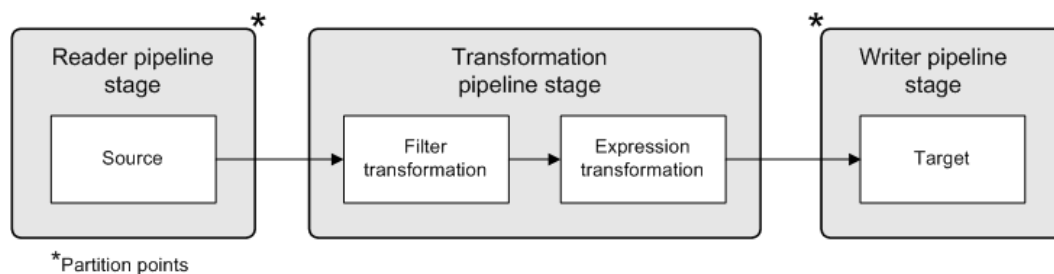 *
*
Reader pipeline
stage
Transformation
pipeline stage
Writer pipeline
stage
Source
Filter
transformation
Expression
transformation
Target
*Partition points